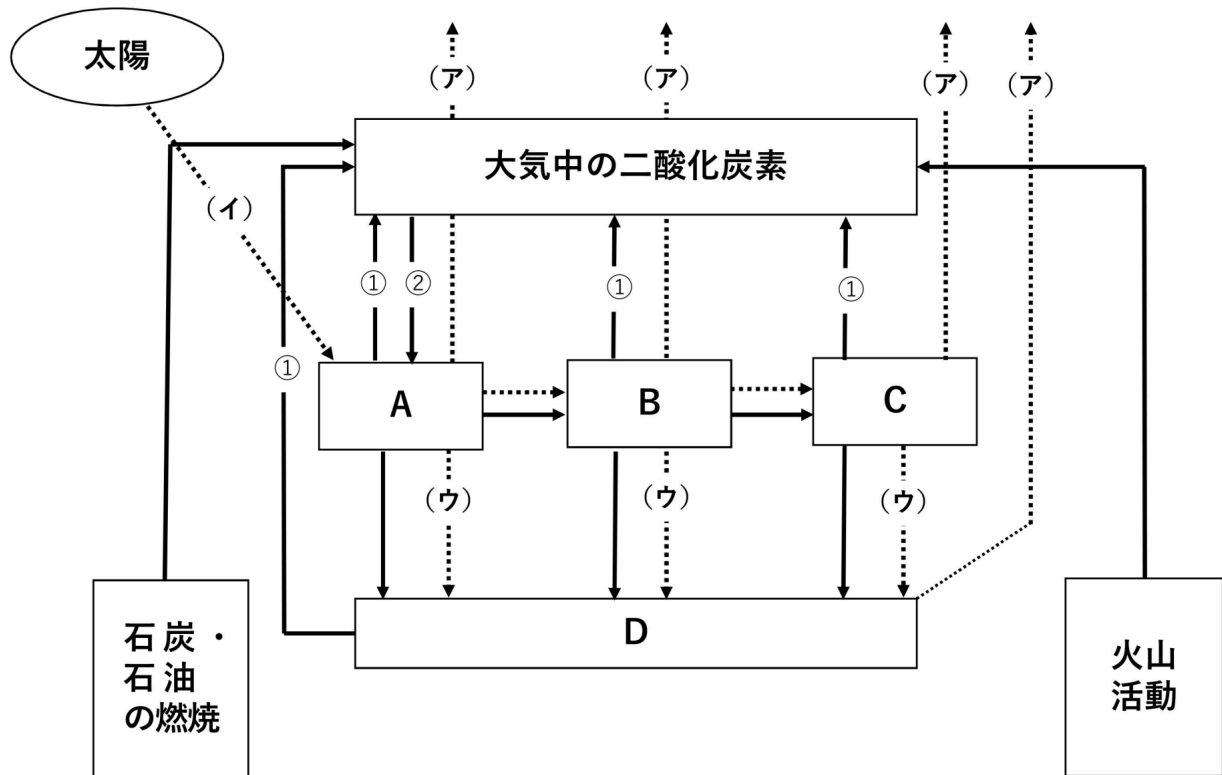 太陽
（ア）
（ア）
（ア）
（ア）
大気中の二酸化炭素
（イ）
①
②
①
①
①
A
B
C
（ウ）
（ウ）
（ウ）
D
石炭・
石油
の燃焼
火山
活動